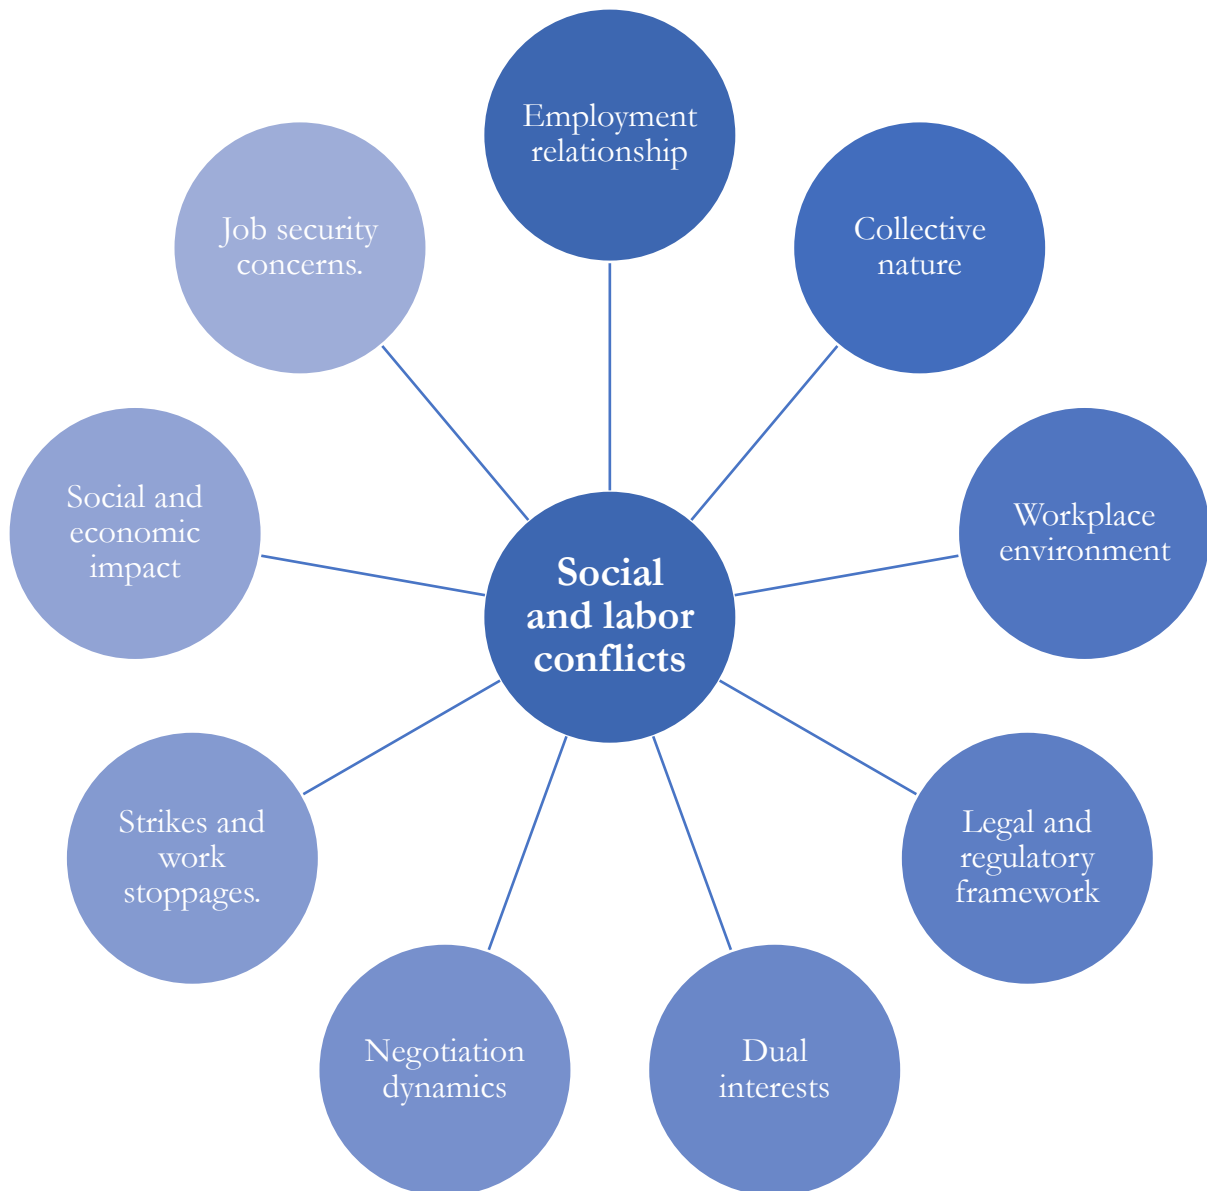 Employment
relationship
Collective
nature
Workplace
environment
Legal and
regulatory
framework
Dual
interests
Negotiation
dynamics
Strikes and
work
stoppages.
Social and
economic
impact
Job security
concerns.
Social
and labor
conflicts